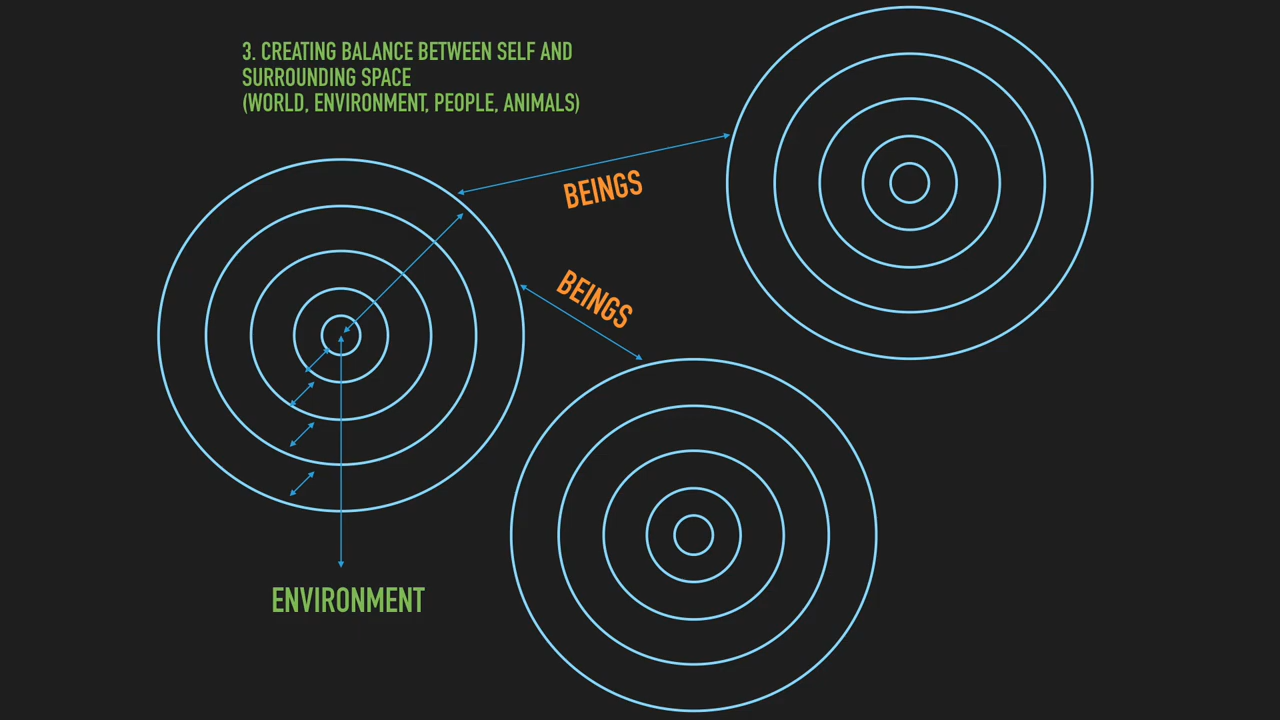 3. CREATING BALANCE BETWEEN SELF AND
SURROUNDING SPACE
(WORLD, ENVIRONMENT, PEOPLE, ANIMALS)
BEINGS
BEINGS
ENVIRONMENT